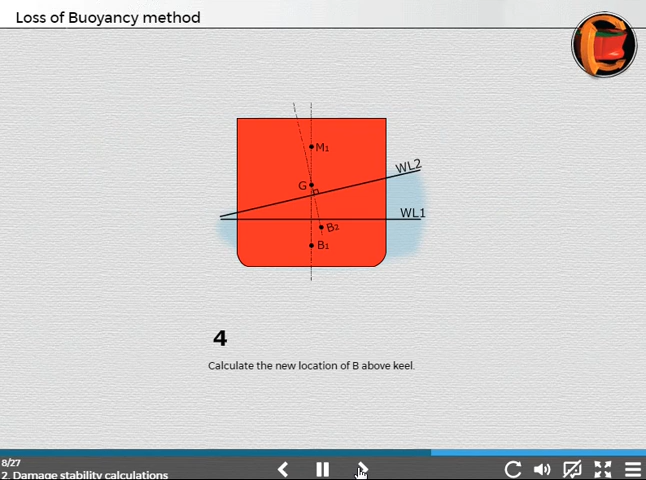 Loss of Buoyancy method
M1
WL2
G
WL1
B2
B1
4
Calculate the new location of B above keel.
8/27
2. Damage stability calculations